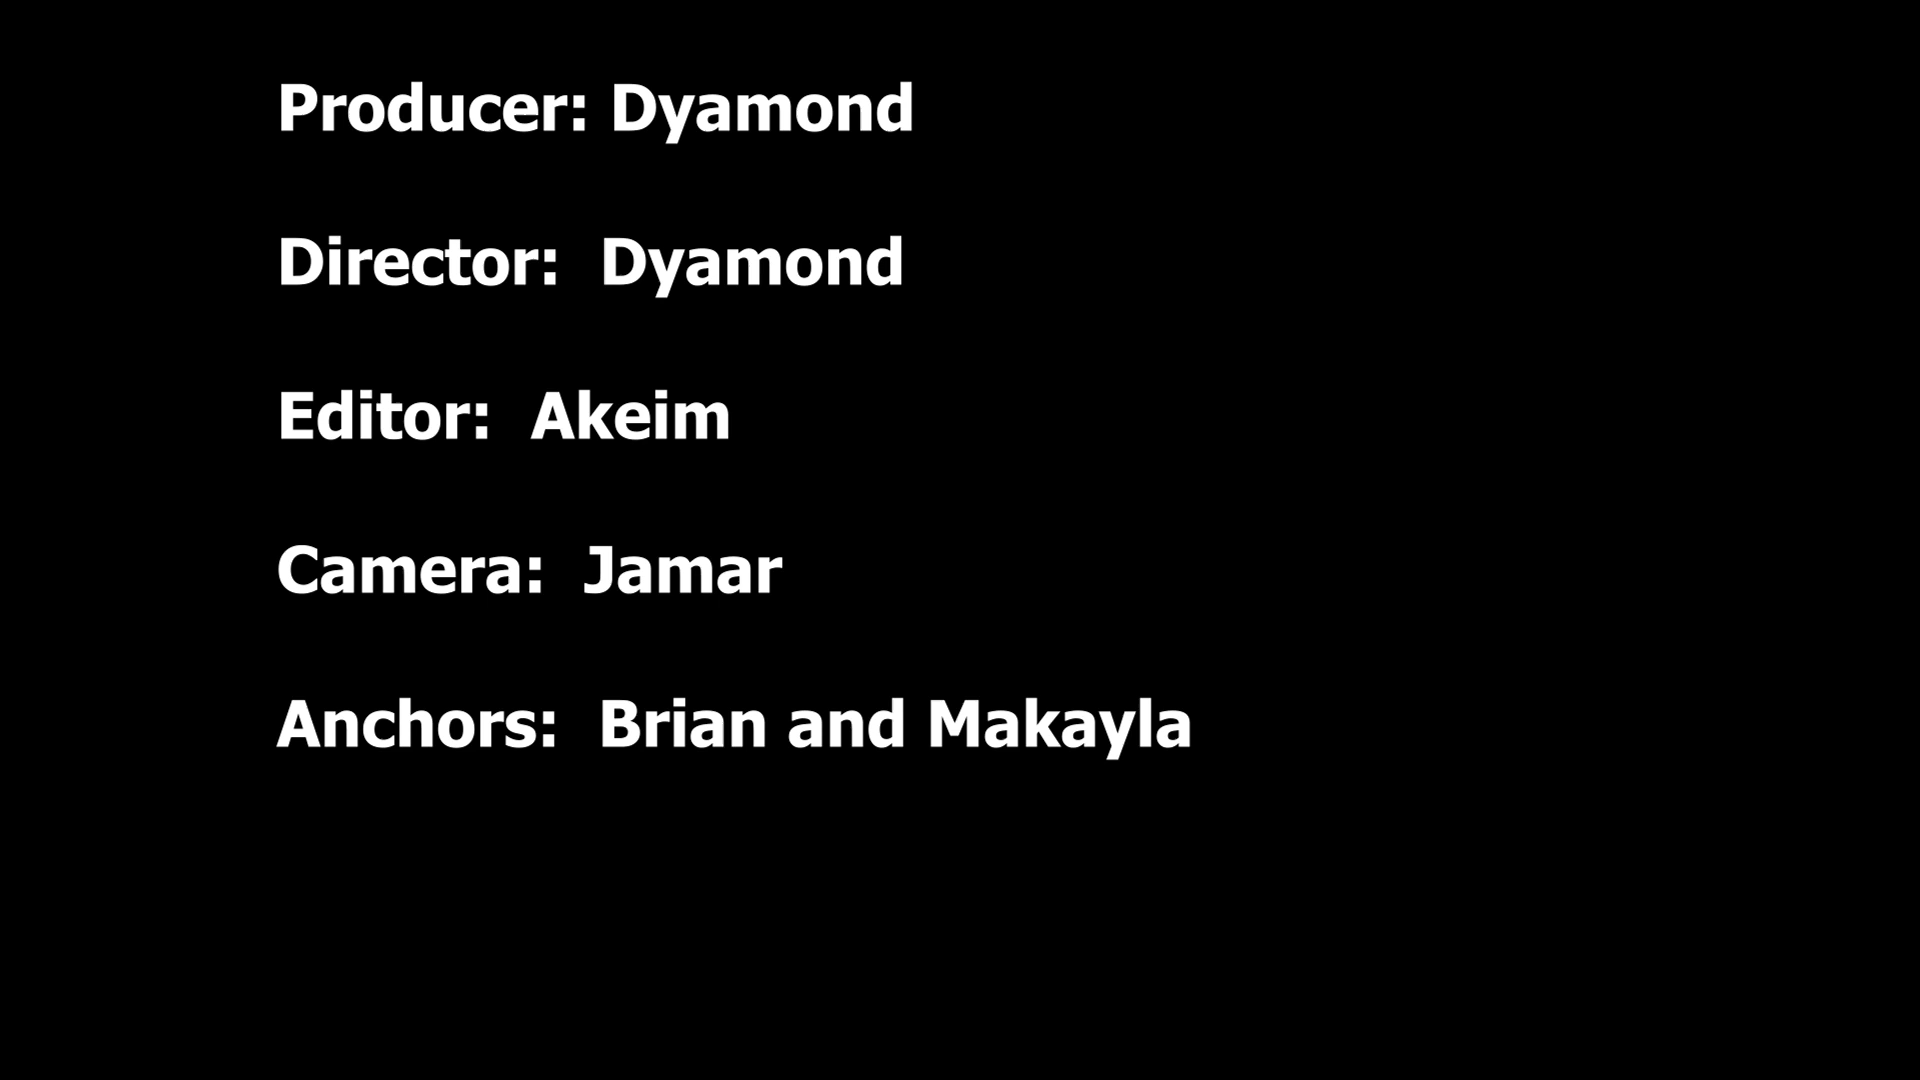 Producer: Dyamond
Director:  Dyamond
Editor:  Akeim
Camera:  Jamar
Anchors:  Brian and Makayla